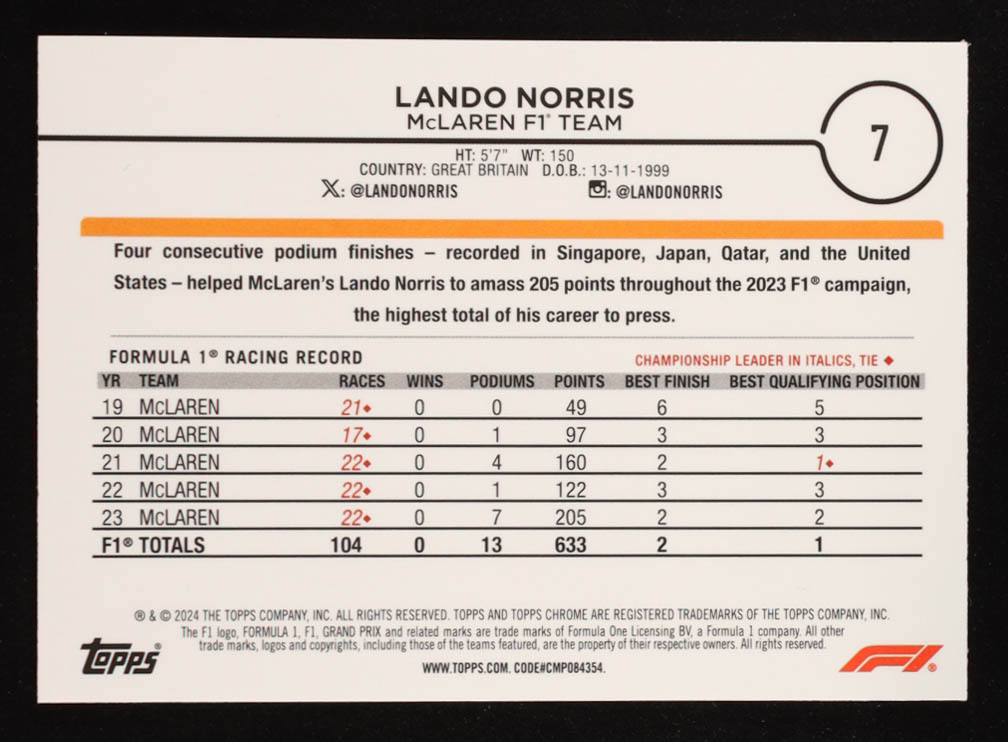 LANDO NORRIS
McLAREN F1® TEAM
7
HT: 5'7" WT: 150
COUNTRY: GREAT BRITAIN D.O.B.: 13-11-1999
X: @LANDONORRIS : @LANDONORRIS
Four consecutive podium finishes – recorded in Singapore, Japan, Qatar, and the United
States – helped McLaren's Lando Norris to amass 205 points throughout the 2023 F1® campaign,
the highest total of his career to press.
FORMULA 1® RACING RECORD CHAMPIONSHIP LEADER IN ITALICS, TIE ◆
YR TEAM RACES WINS PODIUMS POINTS BEST FINISH BEST QUALIFYING POSITION
19 McLAREN 21◆ 0 0 49 6 5
20 McLAREN 17◆ 0 1 97 3 3
21 McLAREN 22◆ 0 4 160 2 1◆
22 McLAREN 22◆ 0 1 122 3 3
23 McLAREN 22◆ 0 7 205 2 2
F1® TOTALS 104 0 13 633 2 1
® & © 2024 THE TOPPS COMPANY, INC. ALL RIGHTS RESERVED. TOPPS AND TOPPS CHROME ARE REGISTERED TRADEMARKS OF THE TOPPS COMPANY, INC.
The F1 logo, FORMULA 1, F1, GRAND PRIX and related marks are trade marks of Formula One Licensing BV, a Formula 1 company. All other
trade marks, logos and copyrights, including those of the teams featured, are the property of their respective owners. All rights reserved.
WWW.TOPPS.COM. CODE#CMP084354.
topps®
F1®